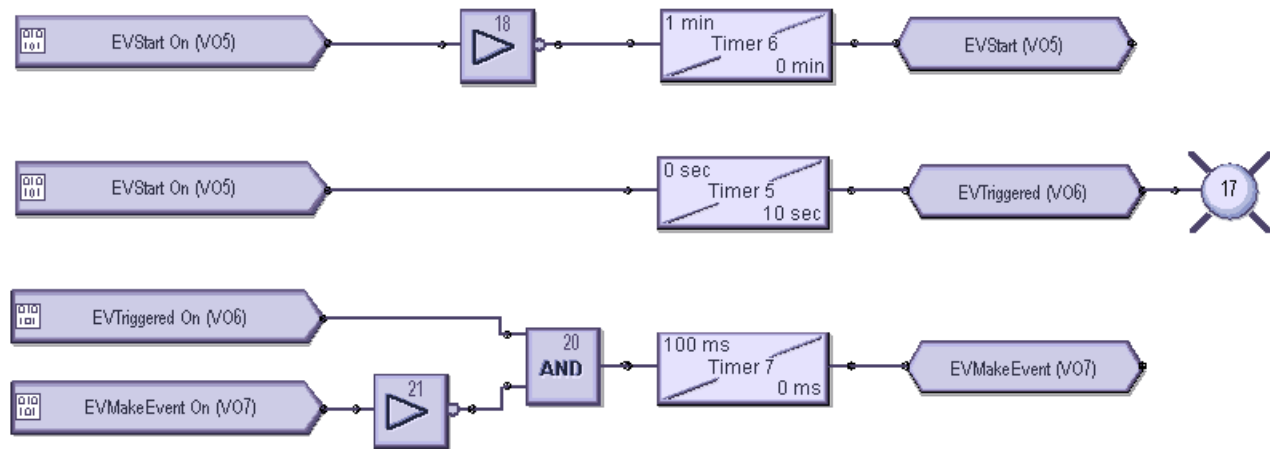 18
1 min
EVStart On (VO5)
Timer 6
EVStart (VO5)
0 min
0 sec
EVStart On (VO5)
Timer 5
EVTriggered (VO6)
17
10 sec
EVTriggered On (VO6)
20
100 ms
AND
Timer 7
EVMakeEvent (VO7)
0 ms
21
EVMakeEvent On (VO7)